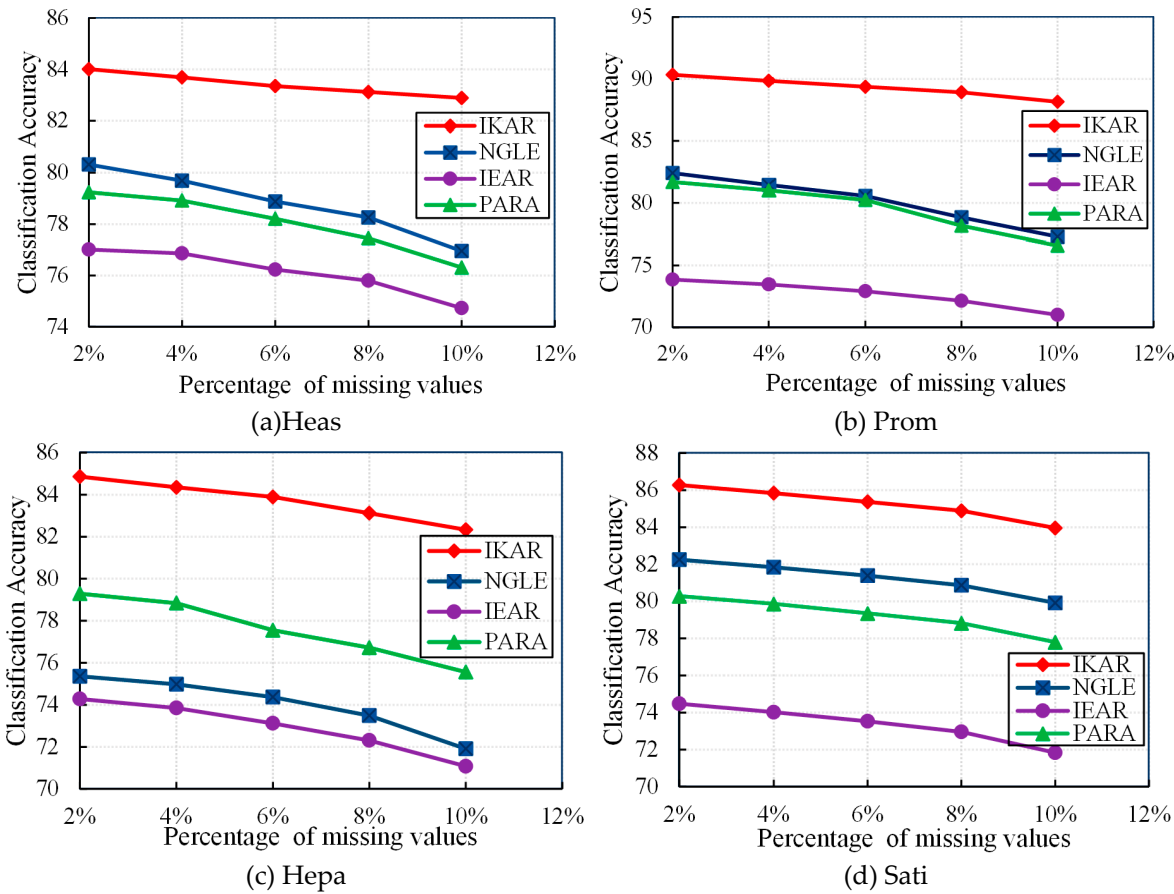 86
84
82
80
78
76
74
Classification Accuracy
IKAR
NGLE
IEAR
PARA
2% 4% 6% 8% 10% 12%
Percentage of missing values
(a)Heas
95
90
85
80
75
70
Classification Accuracy
IKAR
NGLE
IEAR
PARA
2% 4% 6% 8% 10% 12%
Percentage of missing values
(b) Prom
86
84
82
80
78
76
74
72
70
Classification Accuracy
IKAR
NGLE
IEAR
PARA
2% 4% 6% 8% 10% 12%
Percentage of missing values
(c) Hepa
88
86
84
82
80
78
76
74
72
70
Classification Accuracy
IKAR
NGLE
IEAR
PARA
2% 4% 6% 8% 10% 12%
Percentage of missing values
(d) Sati